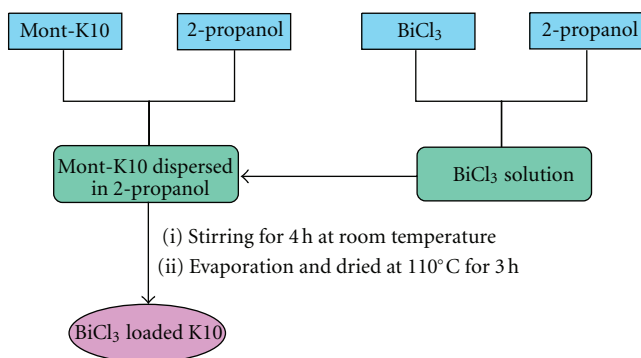 Mont-K10
2-propanol
BiCl₃
2-propanol
Mont-K10 dispersed
in 2-propanol
BiCl₃ solution
(i) Stirring for 4 h at room temperature
(ii) Evaporation and dried at 110°C for 3 h
BiCl₃ loaded K10